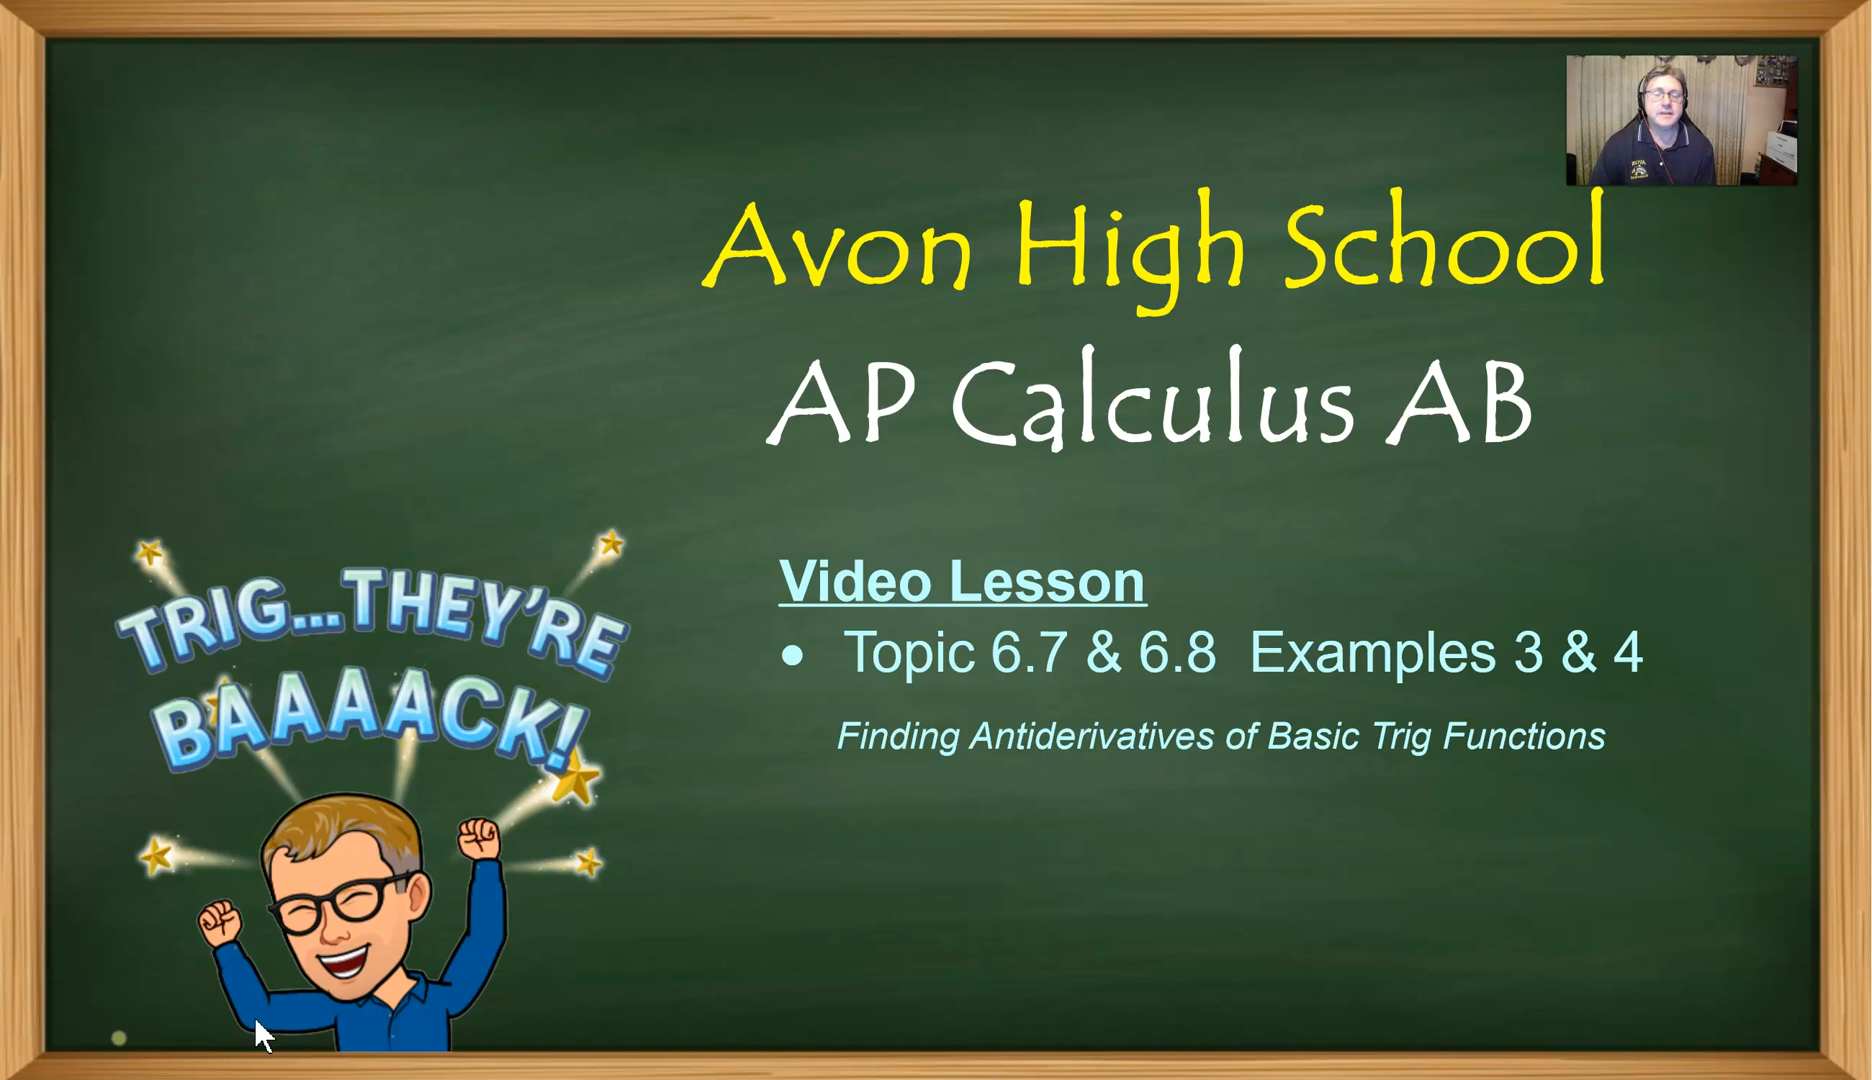 Avon High School
AP Calculus AB
Video Lesson
• Topic 6.7 & 6.8 Examples 3 & 4
Finding Antiderivatives of Basic Trig Functions
TRIG...THEY'RE
BAAAACK!